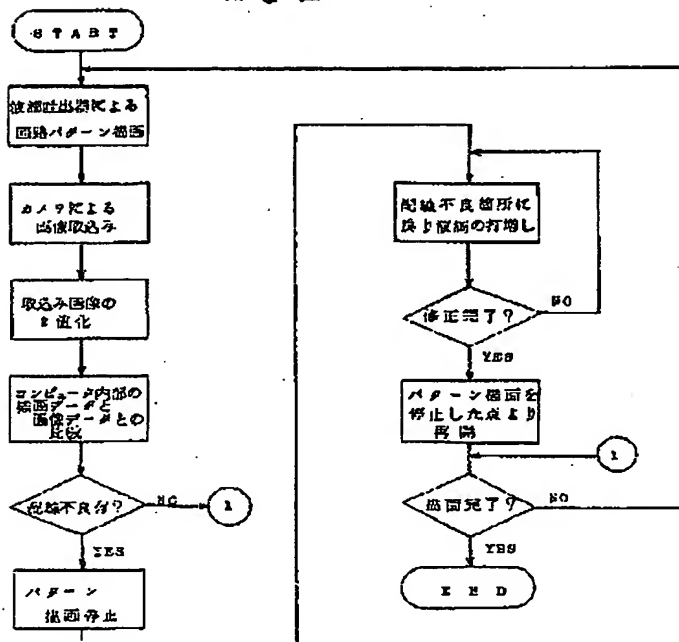 START
液滴吐出器による
回路パターン描画
カメラによる
画像取込み
取込み画像の
2値化
コンピュータ内部の
描画データと
画像データとの
比較
配線不良有?
NO
1
YES
パターン
描画停止
配線不良箇所に
戻り液滴の打増し
修正完了?
NO
YES
パターン描画を
停止した点より
再開
1
描画完了?
NO
YES
END